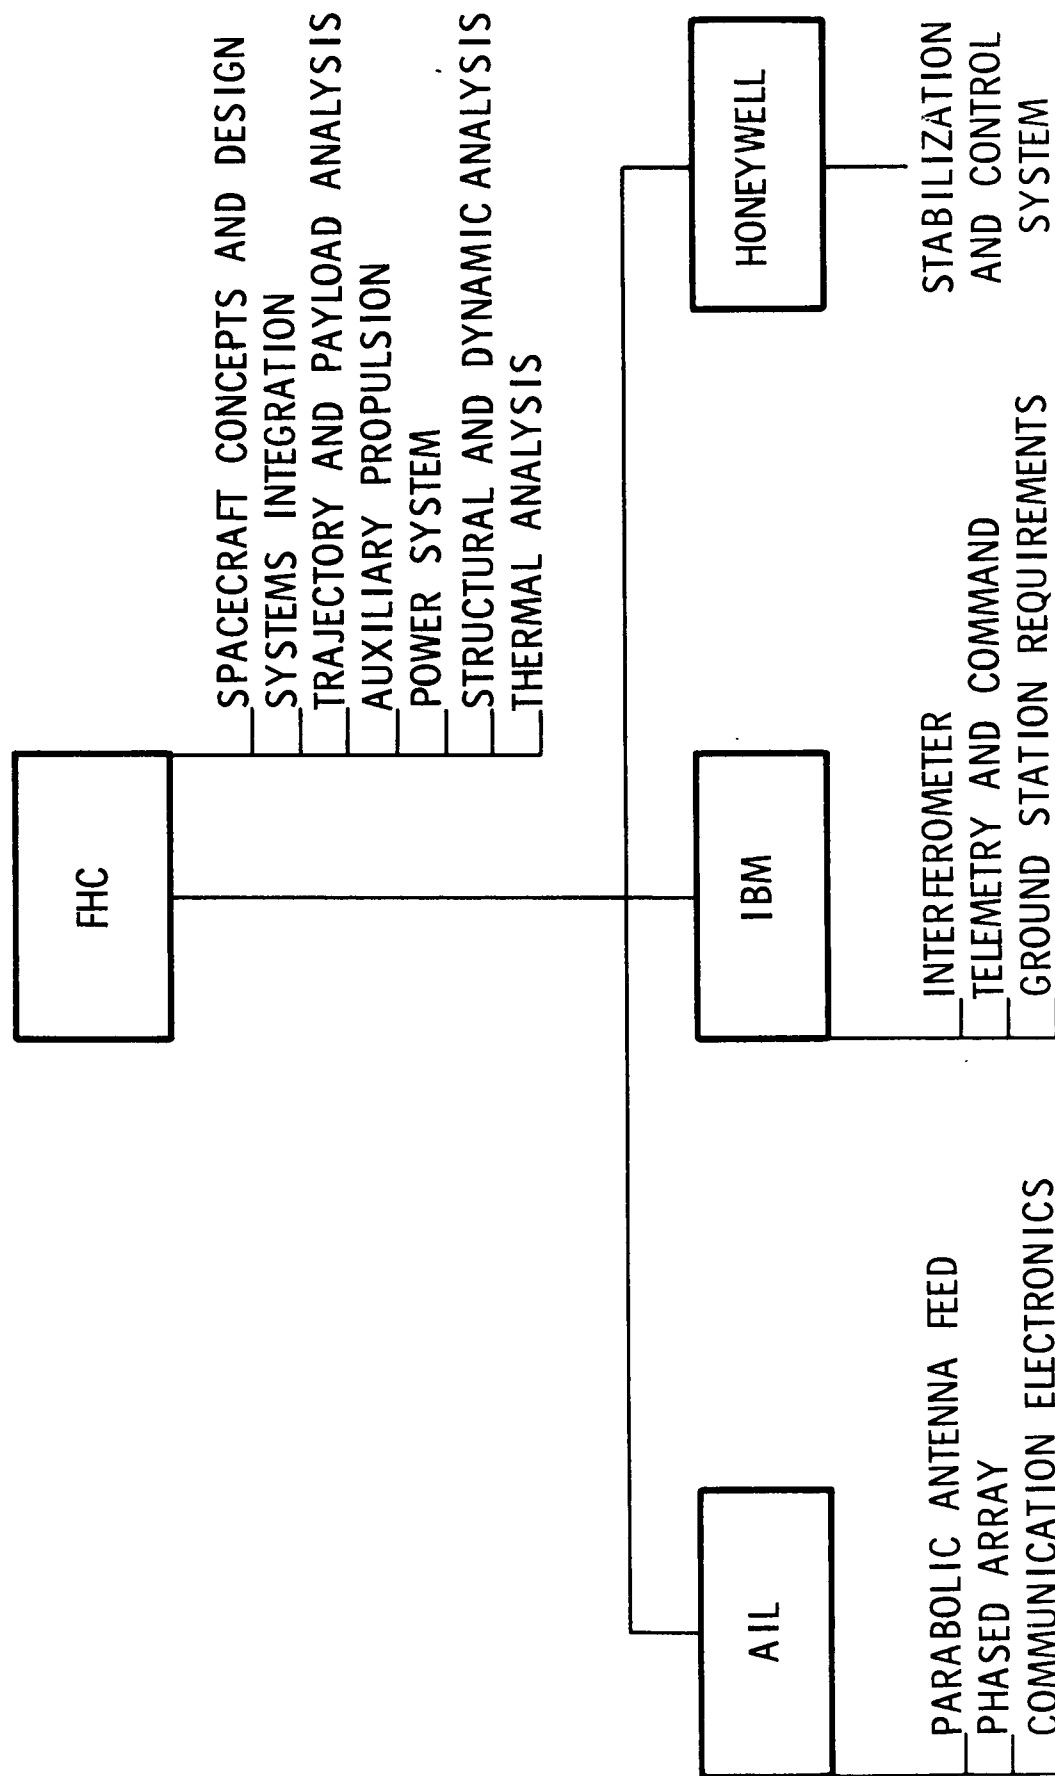 FHC
SPACECRAFT CONCEPTS AND DESIGN
SYSTEMS INTEGRATION
TRAJECTORY AND PAYLOAD ANALYSIS
AUXILIARY PROPULSION
POWER SYSTEM
STRUCTURAL AND DYNAMIC ANALYSIS
THERMAL ANALYSIS
AIL
PARABOLIC ANTENNA FEED
PHASED ARRAY
COMMUNICATION ELECTRONICS
IBM
INTERFEROMETER
TELEMETRY AND COMMAND
GROUND STATION REQUIREMENTS
HONEYWELL
STABILIZATION
AND CONTROL
SYSTEM